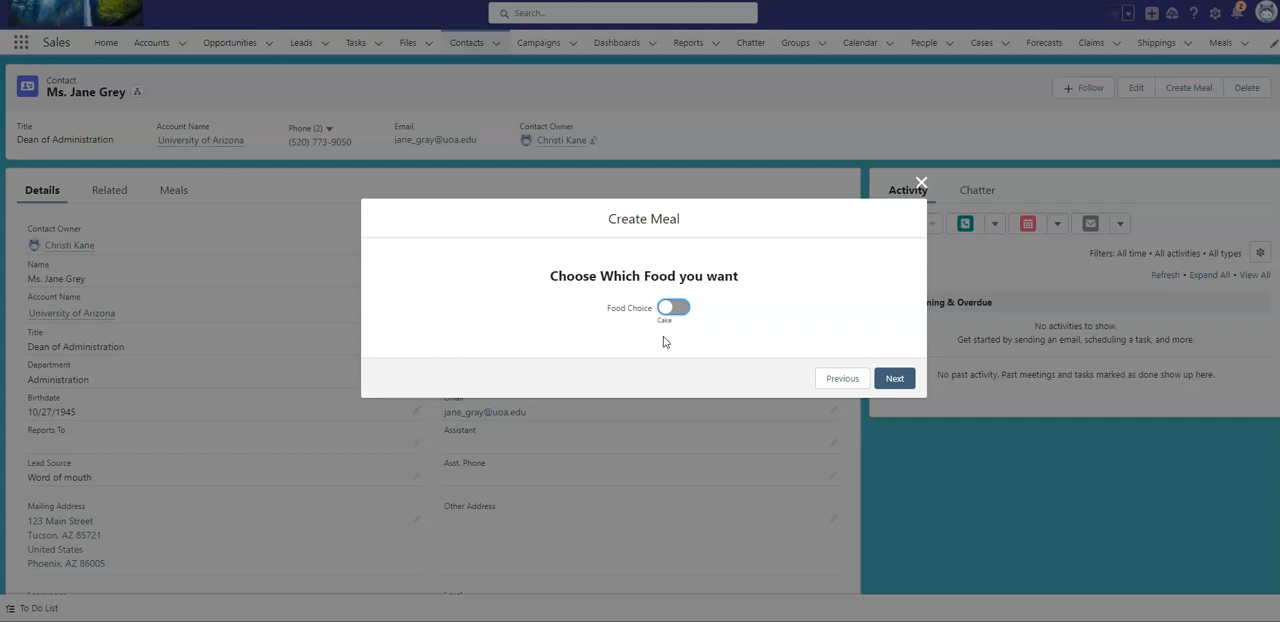 Search...
2
Sales Home Accounts Opportunities Leads Tasks Files Contacts Campaigns Dashboards Reports Chatter Groups Calendar People Cases Forecasts Claims Shippings Meals
Contact
Ms. Jane Grey
+ Follow Edit Create Meal Delete
Title Account Name Phone (2) Email Contact Owner
Dean of Administration University of Arizona (520) 773-9050 jane_gray@uoa.edu Christi Kane
Details Related Meals
Activity Chatter
Create Meal
Choose Which Food you want
Food Choice
Cake
Previous Next
Contact Owner
Christi Kane
Name
Ms. Jane Grey
Account Name
University of Arizona
Title
Dean of Administration
Department
Administration
Birthdate
10/27/1945
Reports To
Lead Source
Word of mouth
Mailing Address
123 Main Street
Tucson, AZ 85721
United States
Phoenix, AZ 86005
jane_gray@uoa.edu
Assistant
Asst. Phone
Other Address
Filters: All time • All activities • All types
Refresh • Expand All • View All
& Overdue
No activities to show.
Get started by sending an email, scheduling a task, and more.
No past activity. Past meetings and tasks marked as done show up here.
To Do List